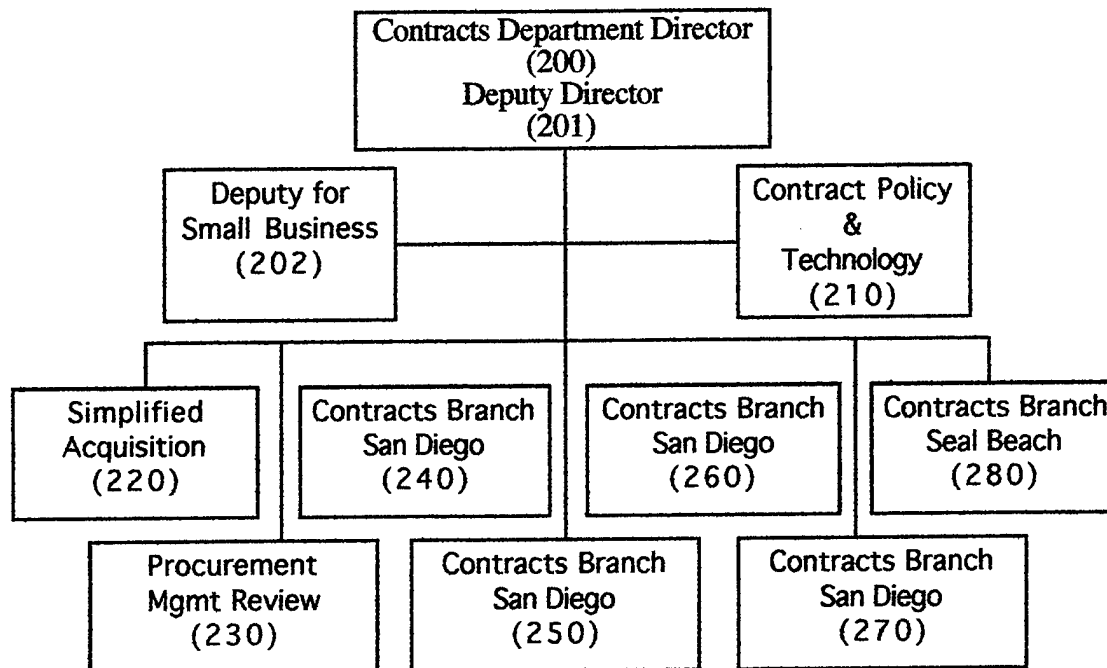 Contracts Department Director
(200)
Deputy Director
(201)
Deputy for
Small Business
(202)
Contract Policy
&
Technology
(210)
Simplified
Acquisition
(220)
Contracts Branch
San Diego
(240)
Contracts Branch
San Diego
(260)
Contracts Branch
Seal Beach
(280)
Procurement
Mgmt Review
(230)
Contracts Branch
San Diego
(250)
Contracts Branch
San Diego
(270)